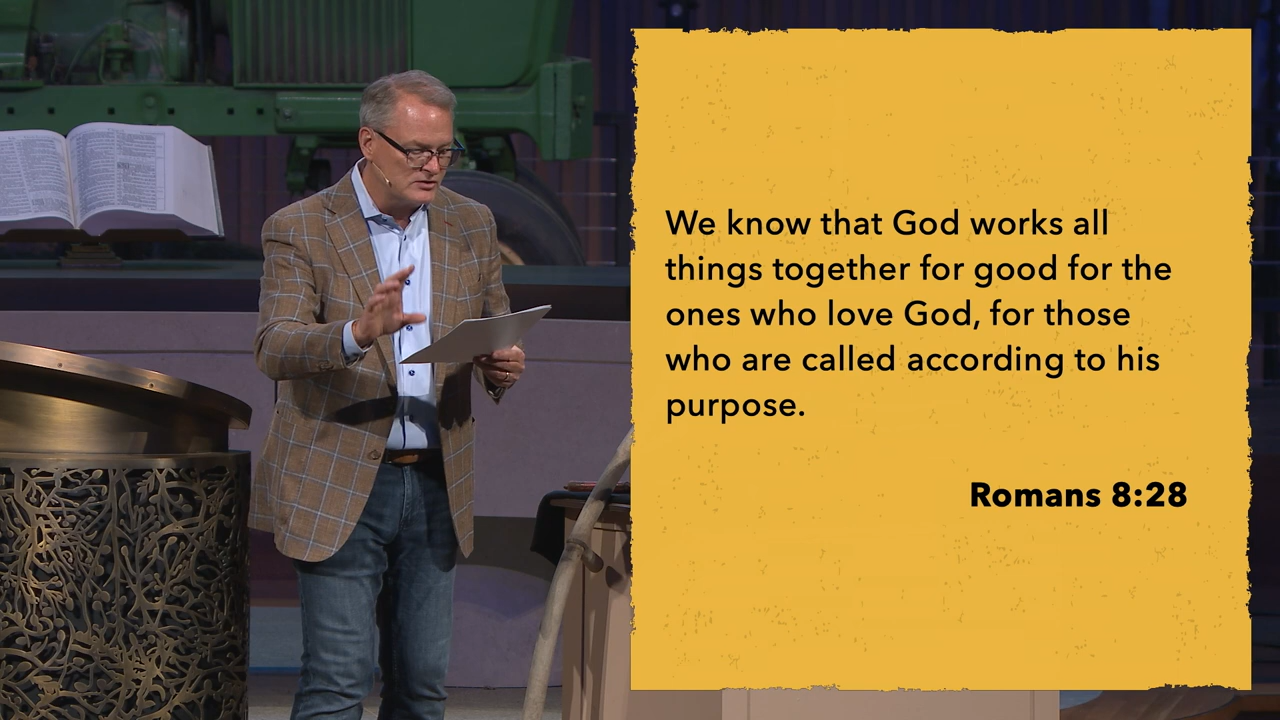 We know that God works all
things together for good for the
ones who love God, for those
who are called according to his
purpose.
Romans 8:28